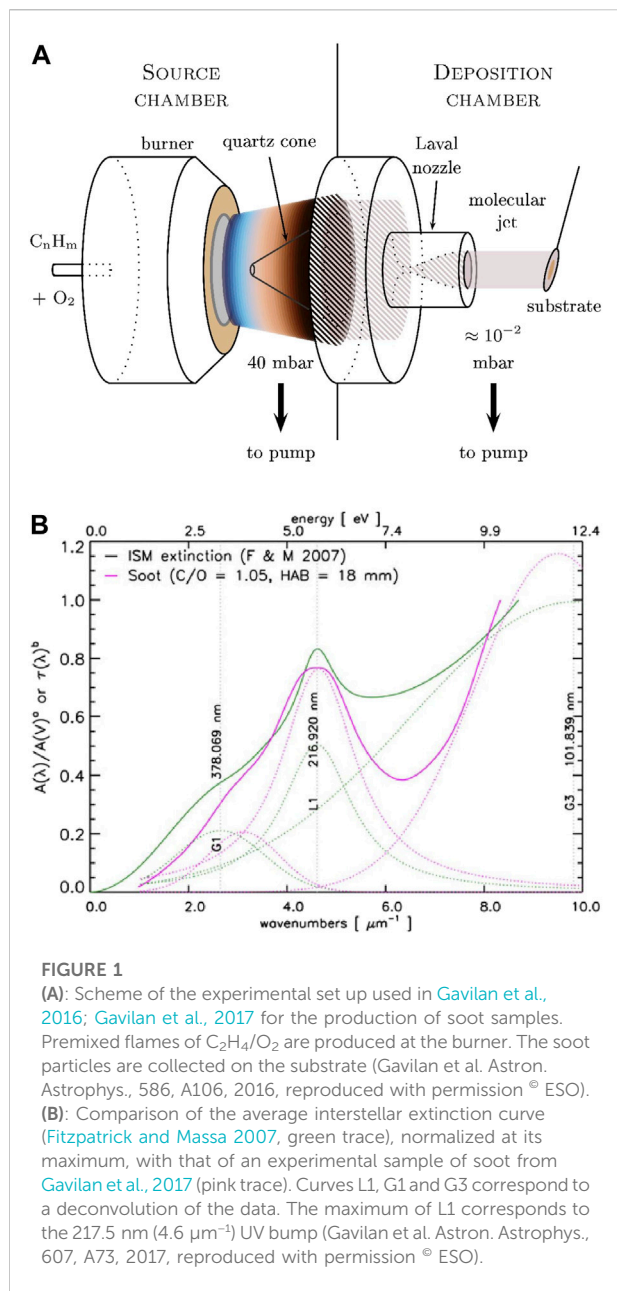 A
SOURCE CHAMBER
DEPOSITION CHAMBER
burner
quartz cone
Laval nozzle
molecular jet
CnHm
+ O2
substrate
40 mbar
≈ 10⁻² mbar
to pump
to pump
B
energy [ eV ]
0.0 3.2 5.0 7.4 9.9 12.4
1.2
1.0
0.8
0.6
0.4
0.2
0.0
A(λ)/A(V)ᵃ or τ(λ)ᵇ
ISM extinction (F & M 2007)
Soot (C/O = 1.05, HAB = 18 mm)
378.069 nm
G1
216.920 nm
L1
101.839 nm
G3
0.0 2.0 4.0 6.0 8.0 10.0
wavenumbers [ μm⁻¹ ]
FIGURE 1
(A): Scheme of the experimental set up used in Gavilan et al.,
2016; Gavilan et al., 2017 for the production of soot samples.
Premixed flames of C₂H₄/O₂ are produced at the burner. The soot
particles are collected on the substrate (Gavilan et al. Astron.
Astrophys., 586, A106, 2016, reproduced with permission © ESO).
(B): Comparison of the average interstellar extinction curve
(Fitzpatrick and Massa 2007, green trace), normalized at its
maximum, with that of an experimental sample of soot from
Gavilan et al., 2017 (pink trace). Curves L1, G1 and G3 correspond to
a deconvolution of the data. The maximum of L1 corresponds to
the 217.5 nm (4.6 μm⁻¹) UV bump (Gavilan et al. Astron. Astrophys.,
607, A73, 2017, reproduced with permission © ESO).